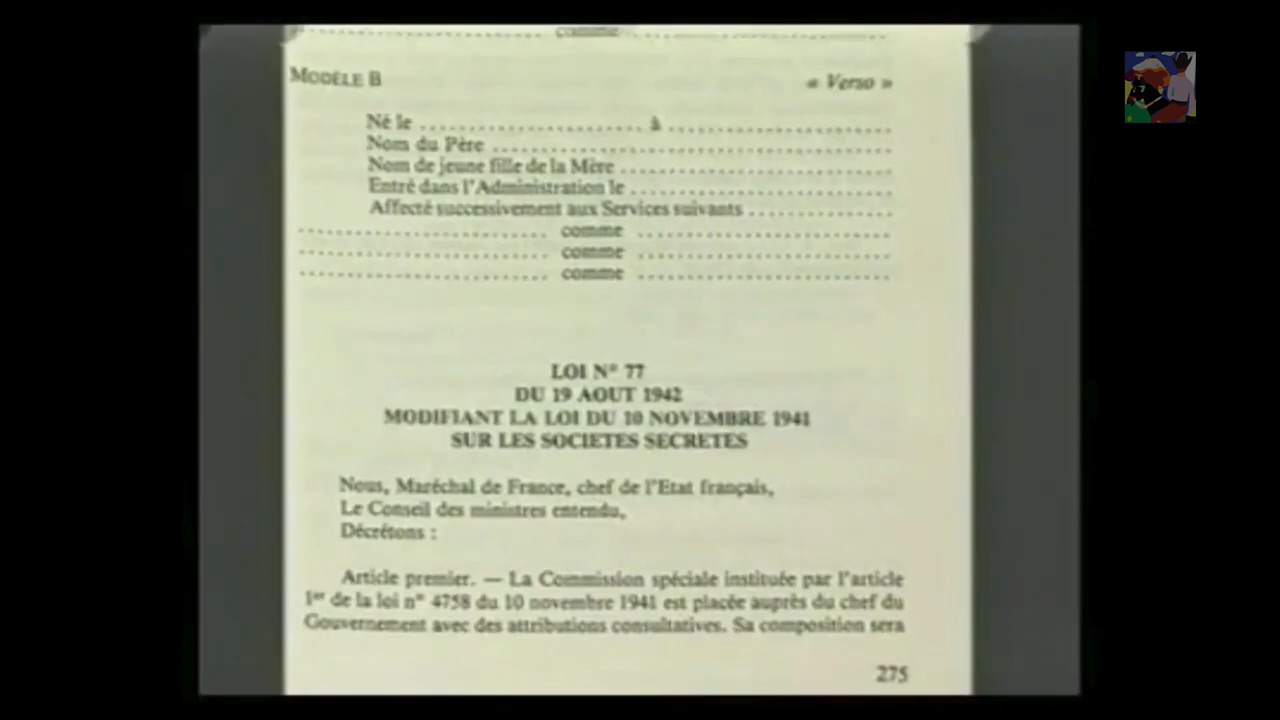 .............................. comme ..............................
MODÈLE B « Verso »
Né le .............................. à ..............................
Nom du Père ..............................
Nom de jeune fille de la Mère ..............................
Entré dans l'Administration le ..............................
Affecté successivement aux Services suivants ..................
.............................. comme ..............................
.............................. comme ..............................
.............................. comme ..............................
LOI N° 77
DU 19 AOUT 1942
MODIFIANT LA LOI DU 10 NOVEMBRE 1941
SUR LES SOCIETES SECRETES
Nous, Maréchal de France, chef de l'Etat français,
Le Conseil des ministres entendu,
Décrétons :
Article premier. — La Commission spéciale instituée par l'article
1er de la loi n° 4758 du 10 novembre 1941 est placée auprès du chef du
Gouvernement avec des attributions consultatives. Sa composition sera
275